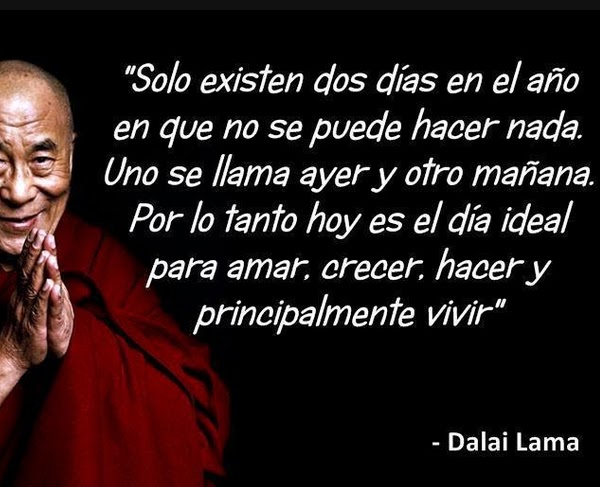 "Solo existen dos días en el año
en que no se puede hacer nada.
Uno se llama ayer y otro mañana.
Por lo tanto hoy es el día ideal
para amar, crecer, hacer y
principalmente vivir"
- Dalai Lama